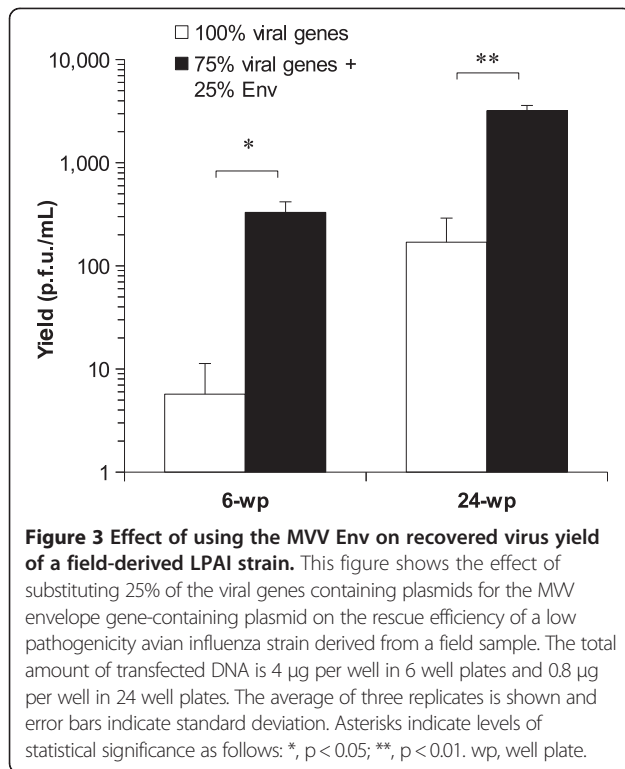 100% viral genes
75% viral genes +
25% Env
10,000
1,000
100
10
1
Yield (p.f.u./mL)
*
**
6-wp
24-wp
Figure 3 Effect of using the MVV Env on recovered virus yield
of a field-derived LPAI strain. This figure shows the effect of
substituting 25% of the viral genes containing plasmids for the MVV
envelope gene-containing plasmid on the rescue efficiency of a low
pathogenicity avian influenza strain derived from a field sample. The total
amount of transfected DNA is 4 μg per well in 6 well plates and 0.8 μg
per well in 24 well plates. The average of three replicates is shown and
error bars indicate standard deviation. Asterisks indicate levels of
statistical significance as follows: *, p < 0.05; **, p < 0.01. wp, well plate.